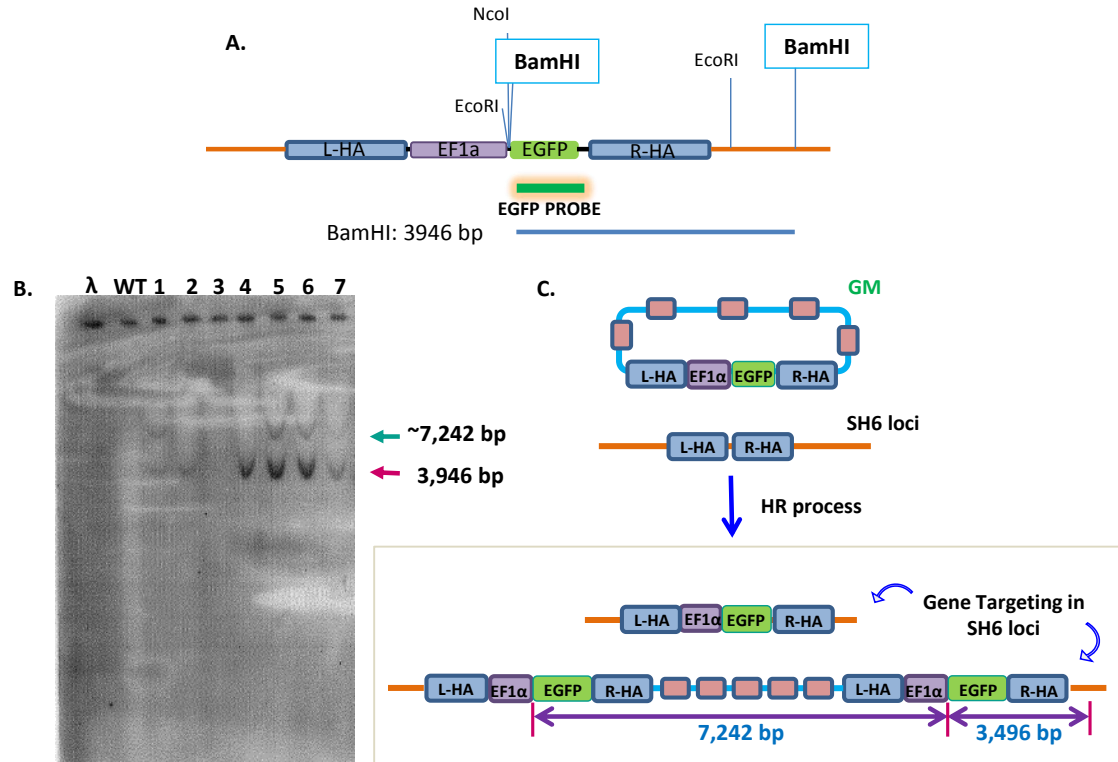 A.
NcoI
BamHI
EcoRI
EcoRI
BamHI
L-HA EF1a EGFP R-HA
EGFP PROBE
BamHI: 3946 bp
B.
λ WT 1 2 3 4 5 6 7
~7,242 bp
3,946 bp
C.
GM
L-HA EF1α EGFP R-HA
SH6 loci
L-HA R-HA
HR process
Gene Targeting in
SH6 loci
L-HA EF1α EGFP R-HA
L-HA EF1α EGFP R-HA L-HA EF1α EGFP R-HA
7,242 bp 3,496 bp